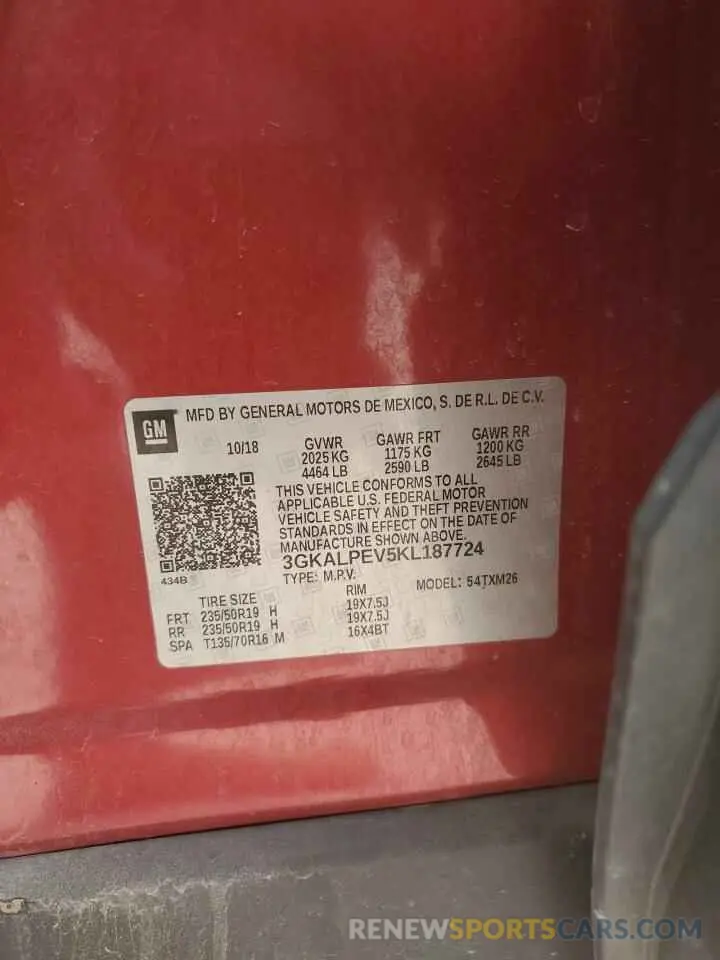 GM
MFD BY GENERAL MOTORS DE MEXICO, S. DE R.L. DE C.V.
10/18 GVWR GAWR FRT GAWR RR
2025 KG 1175 KG 1200 KG
4464 LB 2590 LB 2645 LB
THIS VEHICLE CONFORMS TO ALL
APPLICABLE U.S. FEDERAL MOTOR
VEHICLE SAFETY AND THEFT PREVENTION
STANDARDS IN EFFECT ON THE DATE OF
MANUFACTURE SHOWN ABOVE.
3GKALPEV5KL187724
434B
TYPE: M.P.V. MODEL: 54TXM26
TIRE SIZE RIM
FRT 235/50R19 H 19X7.5J
RR 235/50R19 H 19X7.5J
SPA T135/70R16 M 16X4BT
RENEWSPORTSCARS.COM